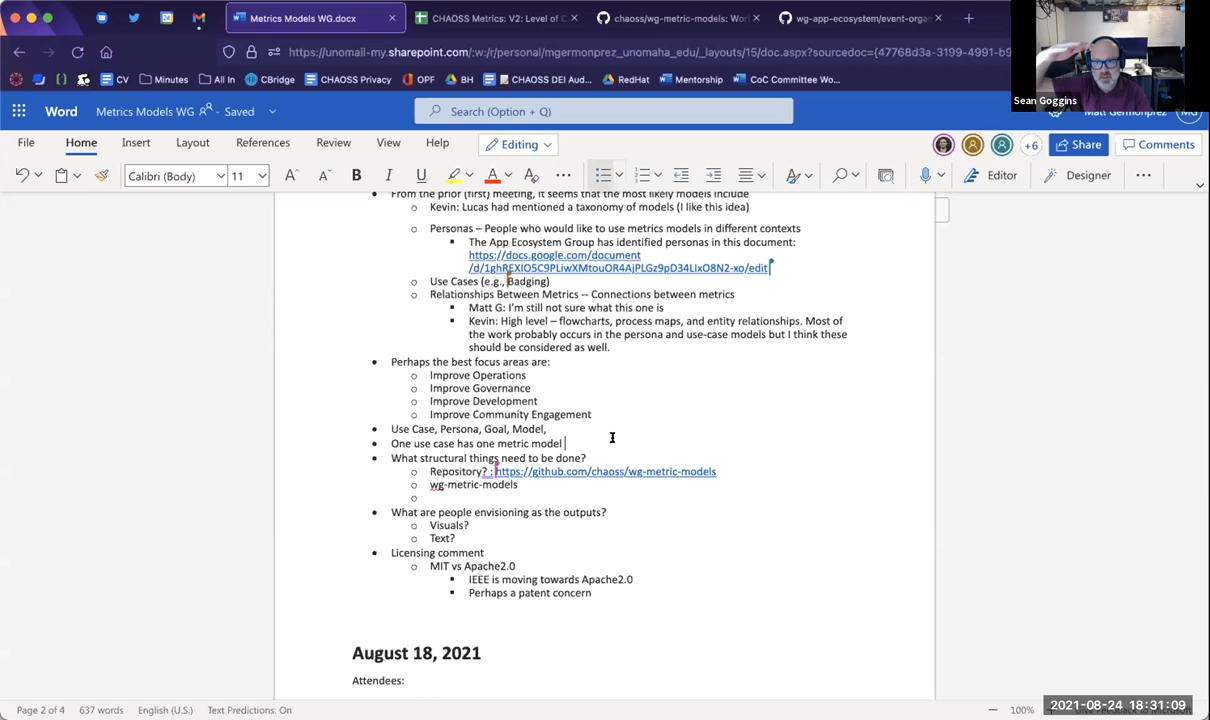 Metrics Models WG.docx
CHAOSS Metrics: V2: Level of C
chaoss/wg-metric-models: Wor
wg-app-ecosystem/event-organ
https://unomail-my.sharepoint.com/:w:/r/personal/mgermonprez_unomaha_edu/_layouts/15/doc.aspx?sourcedoc={47768d3a-3199-4991-b9
CV Minutes All In CBridge CHAOSS Privacy OPF BH CHAOSS DEI Aud... RedHat Mentorship CoC Committee Wo...
Sean Goggins
Word Metrics Models WG - Saved Search (Option + Q) Matt Germonprez MG
File Home Insert Layout References Review View Help Editing +6 Share Comments
Calibri (Body) 11 A A B I U A A Editor Designer ...
From the prior (first) meeting, it seems that the most likely models include
Kevin: Lucas had mentioned a taxonomy of models (I like this idea)
Personas – People who would like to use metrics models in different contexts
The App Ecosystem Group has identified personas in this document:
https://docs.google.com/document
/d/1ghREXIO5C9PLiwXMtouOR4AjPLGz9pD34LIxO8N2-xo/edit
Use Cases (e.g., Badging)
Relationships Between Metrics -- Connections between metrics
Matt G: I'm still not sure what this one is
Kevin: High level – flowcharts, process maps, and entity relationships. Most of
the work probably occurs in the persona and use-case models but I think these
should be considered as well.
Perhaps the best focus areas are:
Improve Operations
Improve Governance
Improve Development
Improve Community Engagement
Use Case, Persona, Goal, Model,
One use case has one metric model
What structural things need to be done?
Repository? : https://github.com/chaoss/wg-metric-models
wg-metric-models
What are people envisioning as the outputs?
Visuals?
Text?
Licensing comment
MIT vs Apache2.0
IEEE is moving towards Apache2.0
Perhaps a patent concern
August 18, 2021
Attendees:
Page 2 of 4 637 words English (U.S.) Text Predictions: On 100%
2021-08-24 18:31:09